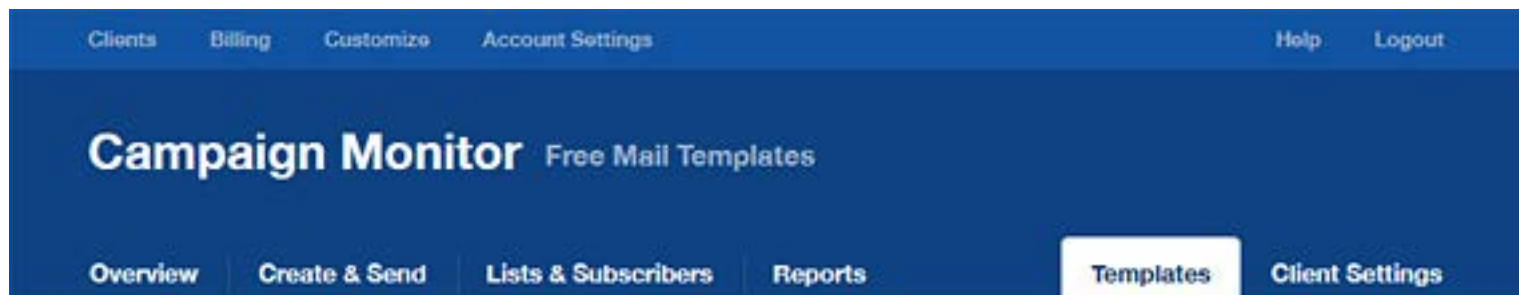 Clients Billing Customize Account Settings Help Logout
Campaign Monitor Free Mail Templates
Overview Create & Send Lists & Subscribers Reports Templates Client Settings